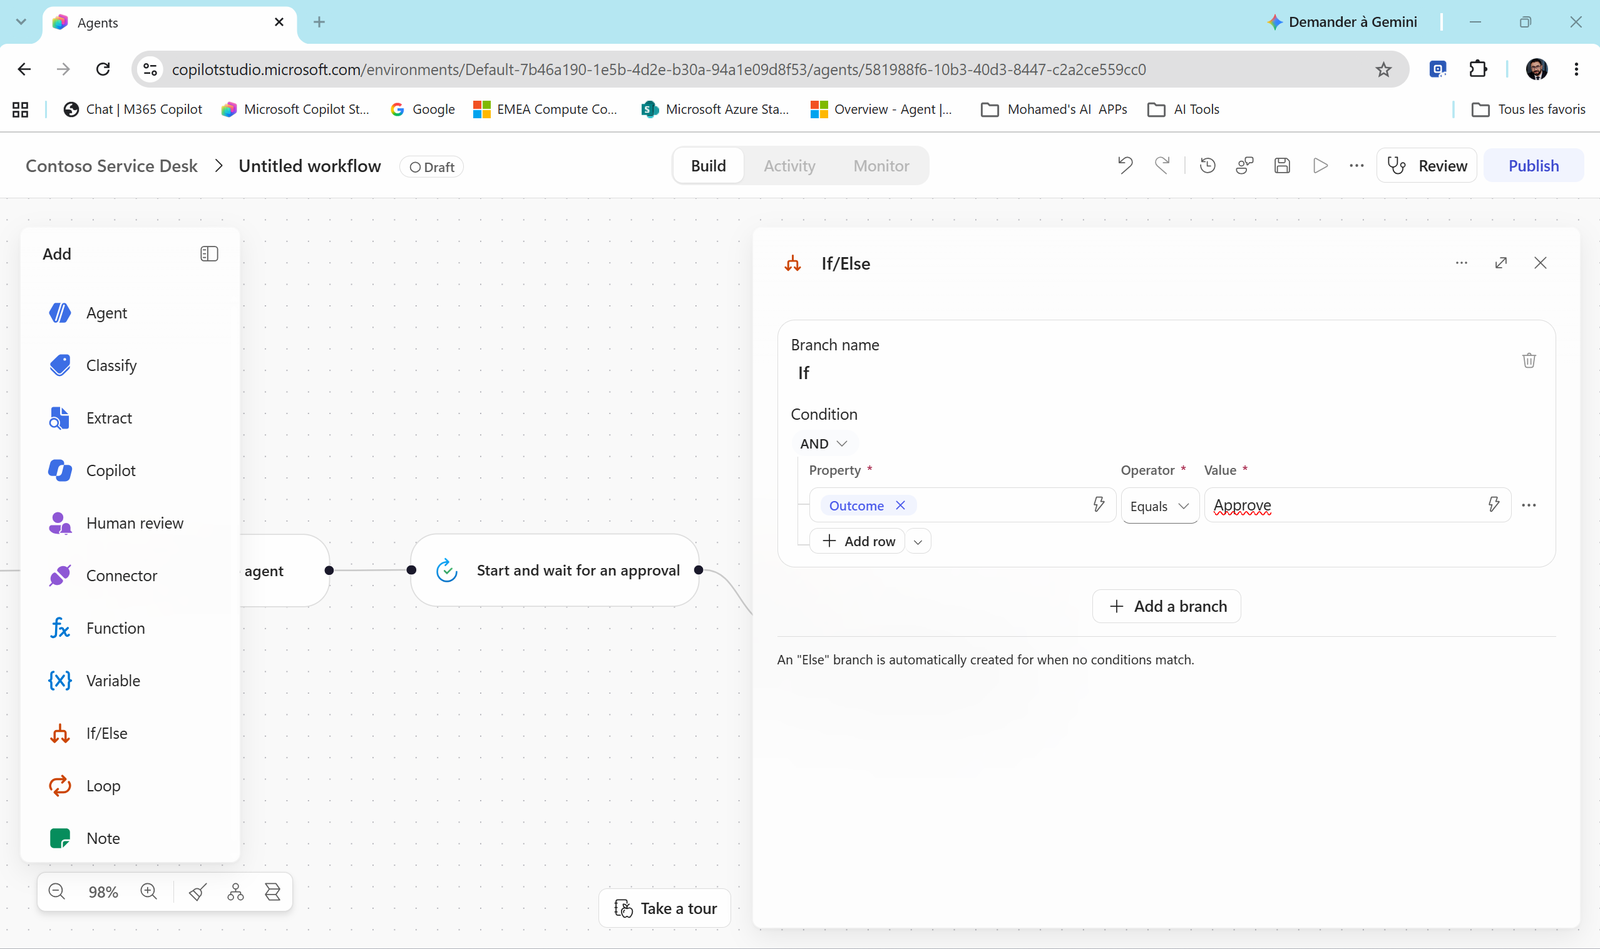 Agents
Demander à Gemini
copilotstudio.microsoft.com/environments/Default-7b46a190-1e5b-4d2e-b30a-94a1e09d8f53/agents/581988f6-10b3-40d3-8447-c2a2ce559cc0
Chat | M365 Copilot
Microsoft Copilot St...
Google
EMEA Compute Co...
Microsoft Azure Sta...
Overview - Agent |...
Mohamed's AI APPs
AI Tools
Tous les favoris
Contoso Service Desk > Untitled workflow
Draft
Build
Activity
Monitor
Review
Publish
Add
Agent
Classify
Extract
Copilot
Human review
Connector
Function
Variable
If/Else
Loop
Note
98%
agent
Start and wait for an approval
Take a tour
If/Else
Branch name
If
Condition
AND
Property *
Operator *
Value *
Outcome
Equals
Approve
Add row
Add a branch
An "Else" branch is automatically created for when no conditions match.